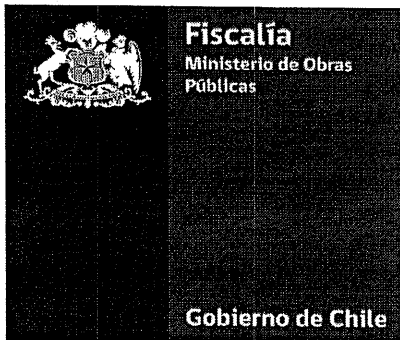 Fiscalía
Ministerio de Obras
Públicas
Gobierno de Chile